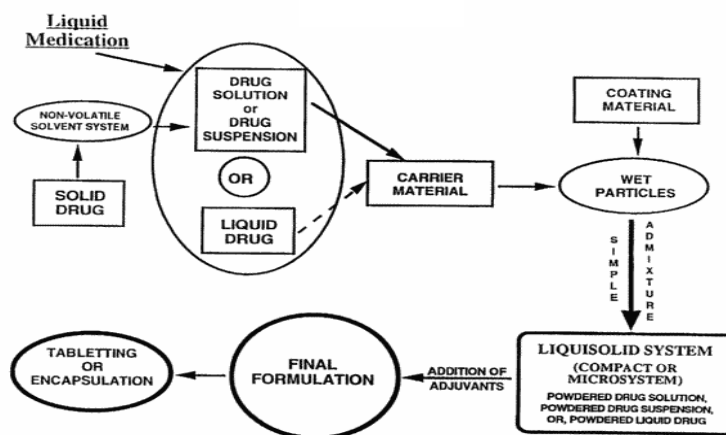 Liquid
Medication
DRUG
SOLUTION
or
DRUG
SUSPENSION
NON-VOLATILE
SOLVENT SYSTEM
OR
SOLID
DRUG
LIQUID
DRUG
CARRIER
MATERIAL
COATING
MATERIAL
WET
PARTICLES
SIMPLE
ADMIXTURE
LIQUISOLID SYSTEM
(COMPACT OR
MICROSYSTEM)
POWDERED DRUG SOLUTION,
POWDERED DRUG SUSPENSION,
OR, POWDERED LIQUID DRUG
ADDITION OF
ADJUVANTS
FINAL
FORMULATION
TABLETTING
OR
ENCAPSULATION